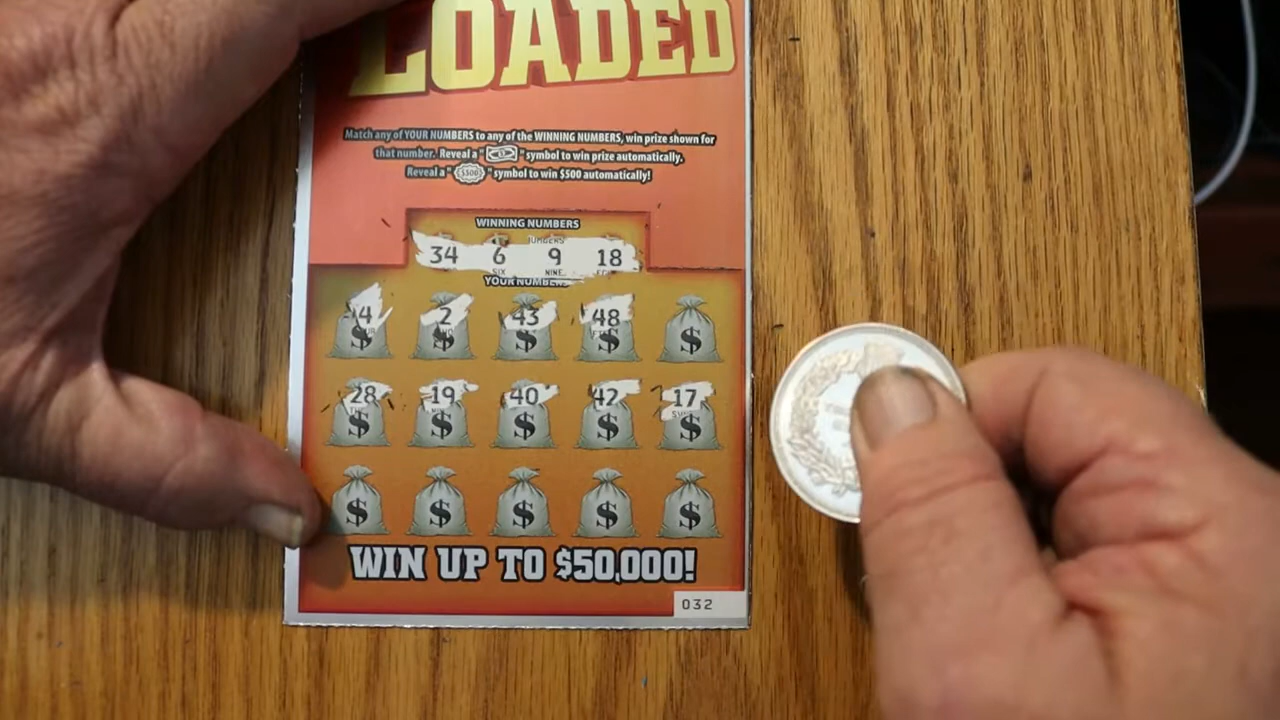 LOADED
Match any of YOUR NUMBERS to any of the WINNING NUMBERS, win prize shown for
that number. Reveal a " " symbol to win prize automatically.
Reveal a " $500 " symbol to win $500 automatically!
WINNING NUMBERS
34 6 9 18
SIX NINE
YOUR NUMBERS
4 2 43 48
$ $ $ $ $
28 19 40 42 17
$ $ $ $ $
$ $ $ $ $
WIN UP TO $50,000!
032